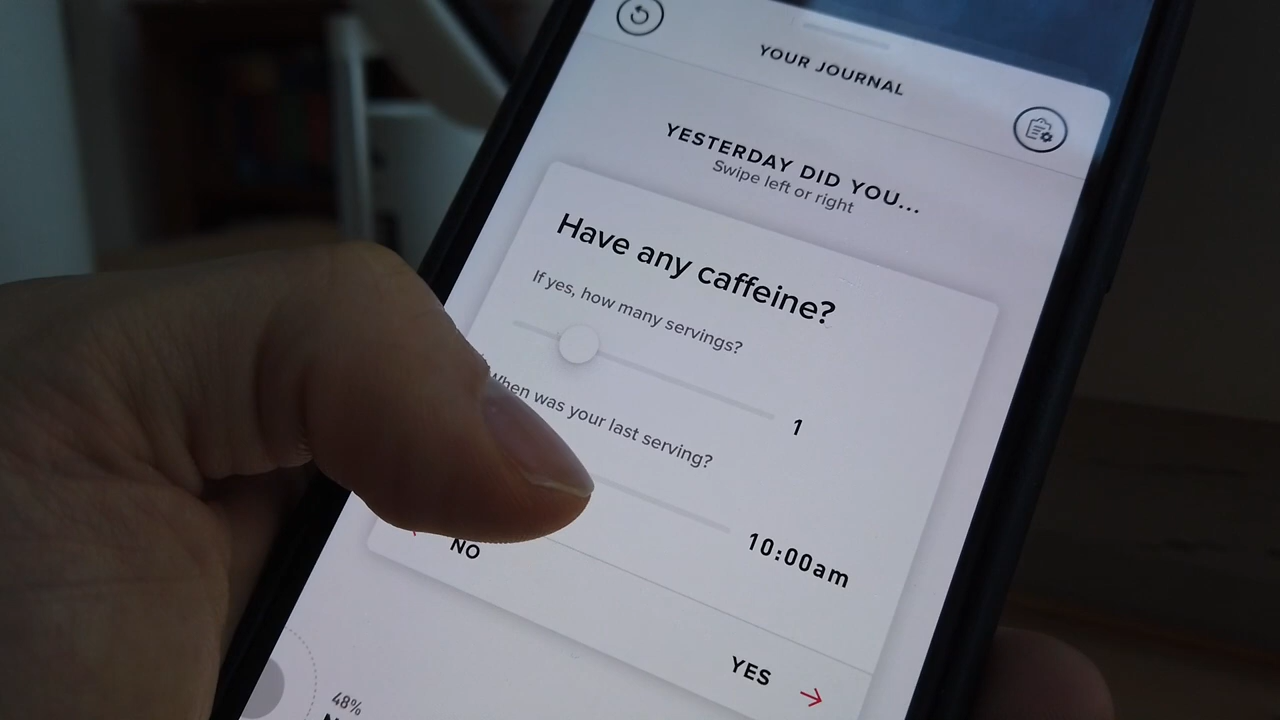 YOUR JOURNAL
YESTERDAY DID YOU...
Swipe left or right
Have any caffeine?
If yes, how many servings?
1
When was your last serving?
10:00am
NO
YES
48%